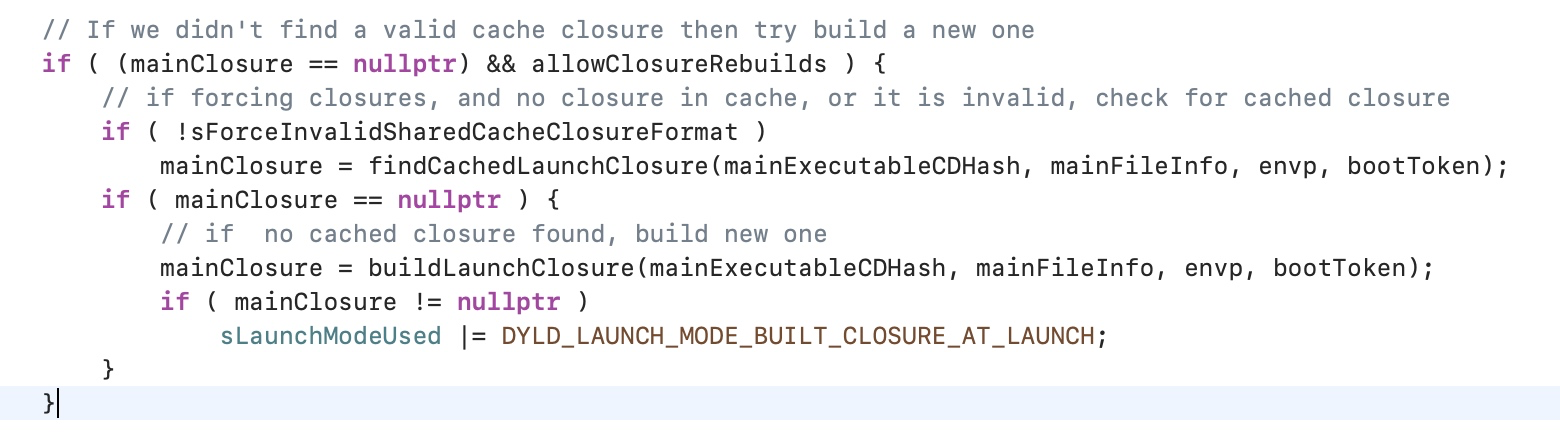 // If we didn't find a valid cache closure then try build a new one
if ( (mainClosure == nullptr) && allowClosureRebuilds ) {
    // if forcing closures, and no closure in cache, or it is invalid, check for cached closure
    if ( !sForceInvalidSharedCacheClosureFormat )
        mainClosure = findCachedLaunchClosure(mainExecutableCDHash, mainFileInfo, envp, bootToken);
    if ( mainClosure == nullptr ) {
        // if  no cached closure found, build new one
        mainClosure = buildLaunchClosure(mainExecutableCDHash, mainFileInfo, envp, bootToken);
        if ( mainClosure != nullptr )
            sLaunchModeUsed |= DYLD_LAUNCH_MODE_BUILT_CLOSURE_AT_LAUNCH;
    }
}